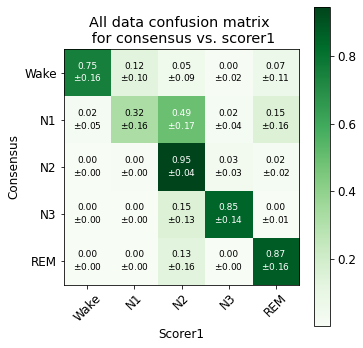 All data confusion matrix
for consensus vs. scorer1
Consensus
Wake
0.75 0.12 0.05 0.00 0.07
±0.16 ±0.10 ±0.09 ±0.02 ±0.11
N1
0.02 0.32 0.49 0.02 0.15
±0.05 ±0.16 ±0.17 ±0.04 ±0.16
N2
0.00 0.00 0.95 0.03 0.02
±0.00 ±0.00 ±0.04 ±0.03 ±0.02
N3
0.00 0.00 0.15 0.85 0.00
±0.00 ±0.00 ±0.13 ±0.14 ±0.01
REM
0.00 0.00 0.13 0.00 0.87
±0.00 ±0.00 ±0.16 ±0.00 ±0.16
Wake N1 N2 N3 REM
Scorer1
0.8
0.6
0.4
0.2